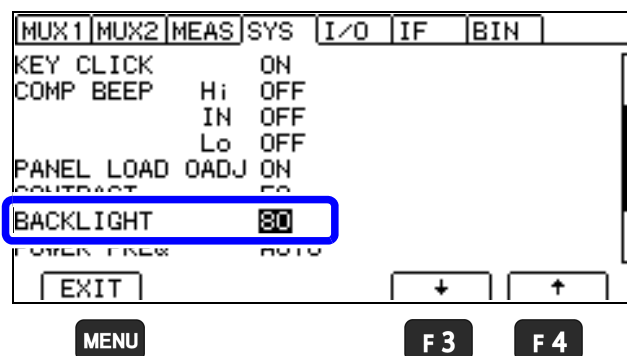 MUX1 MUX2 MEAS SYS I/O IF BIN
KEY CLICK ON
COMP BEEP Hi OFF
IN OFF
Lo OFF
PANEL LOAD 0ADJ ON
BACKLIGHT 80
EXIT ↓ ↑
MENU F3 F4